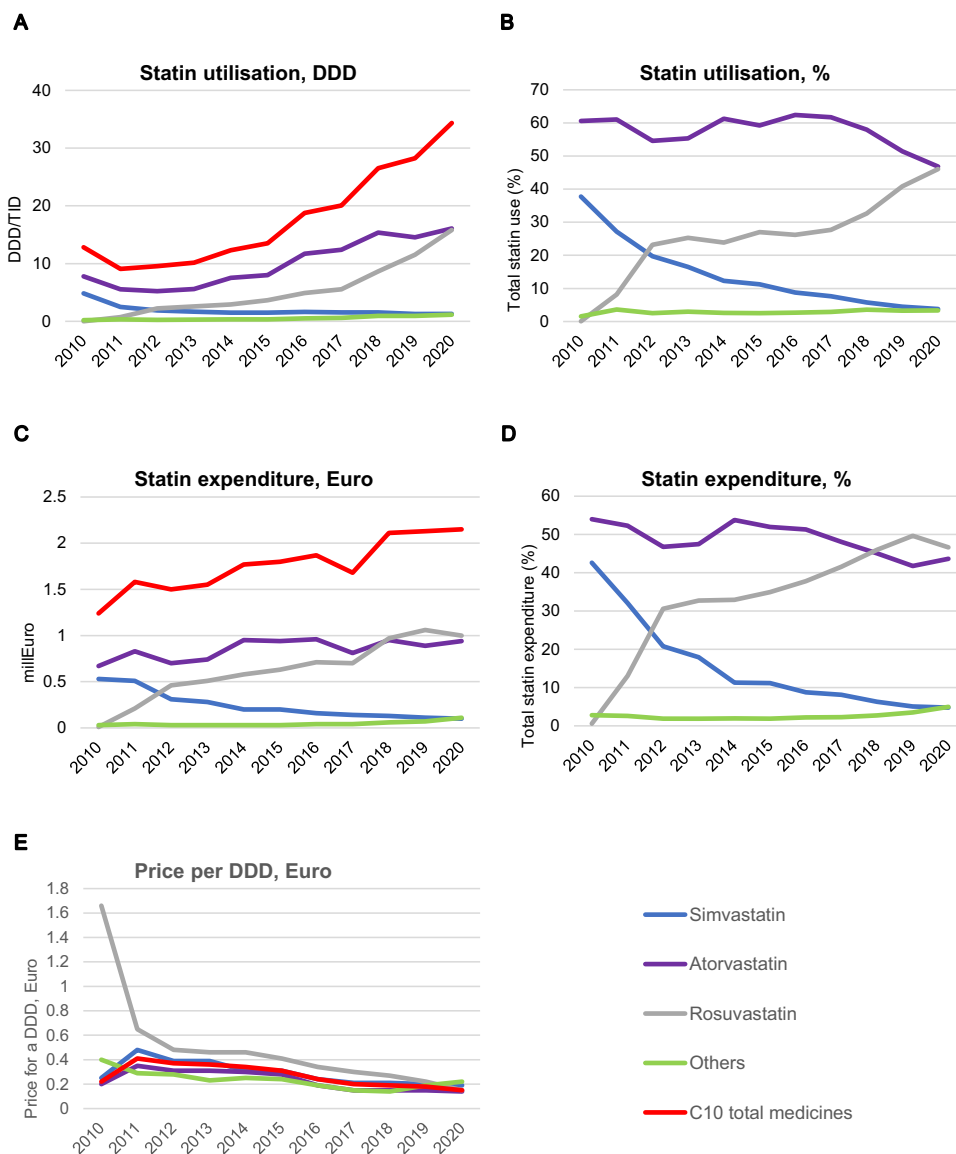 A
Statin utilisation, DDD
40
30
20
10
0
DDD/TID
2010 2011 2012 2013 2014 2015 2016 2017 2018 2019 2020
B
Statin utilisation, %
70
60
50
40
30
20
10
0
Total statin use (%)
2010 2011 2012 2013 2014 2015 2016 2017 2018 2019 2020
C
Statin expenditure, Euro
2.5
2
1.5
1
0.5
0
millEuro
2010 2011 2012 2013 2014 2015 2016 2017 2018 2019 2020
D
Statin expenditure, %
60
50
40
30
20
10
0
Total statin expenditure (%)
2010 2011 2012 2013 2014 2015 2016 2017 2018 2019 2020
E
Price per DDD, Euro
1.8
1.6
1.4
1.2
1
0.8
0.6
0.4
0.2
0
Price for a DDD, Euro
2010 2011 2012 2013 2014 2015 2016 2017 2018 2019 2020
Simvastatin
Atorvastatin
Rosuvastatin
Others
C10 total medicines